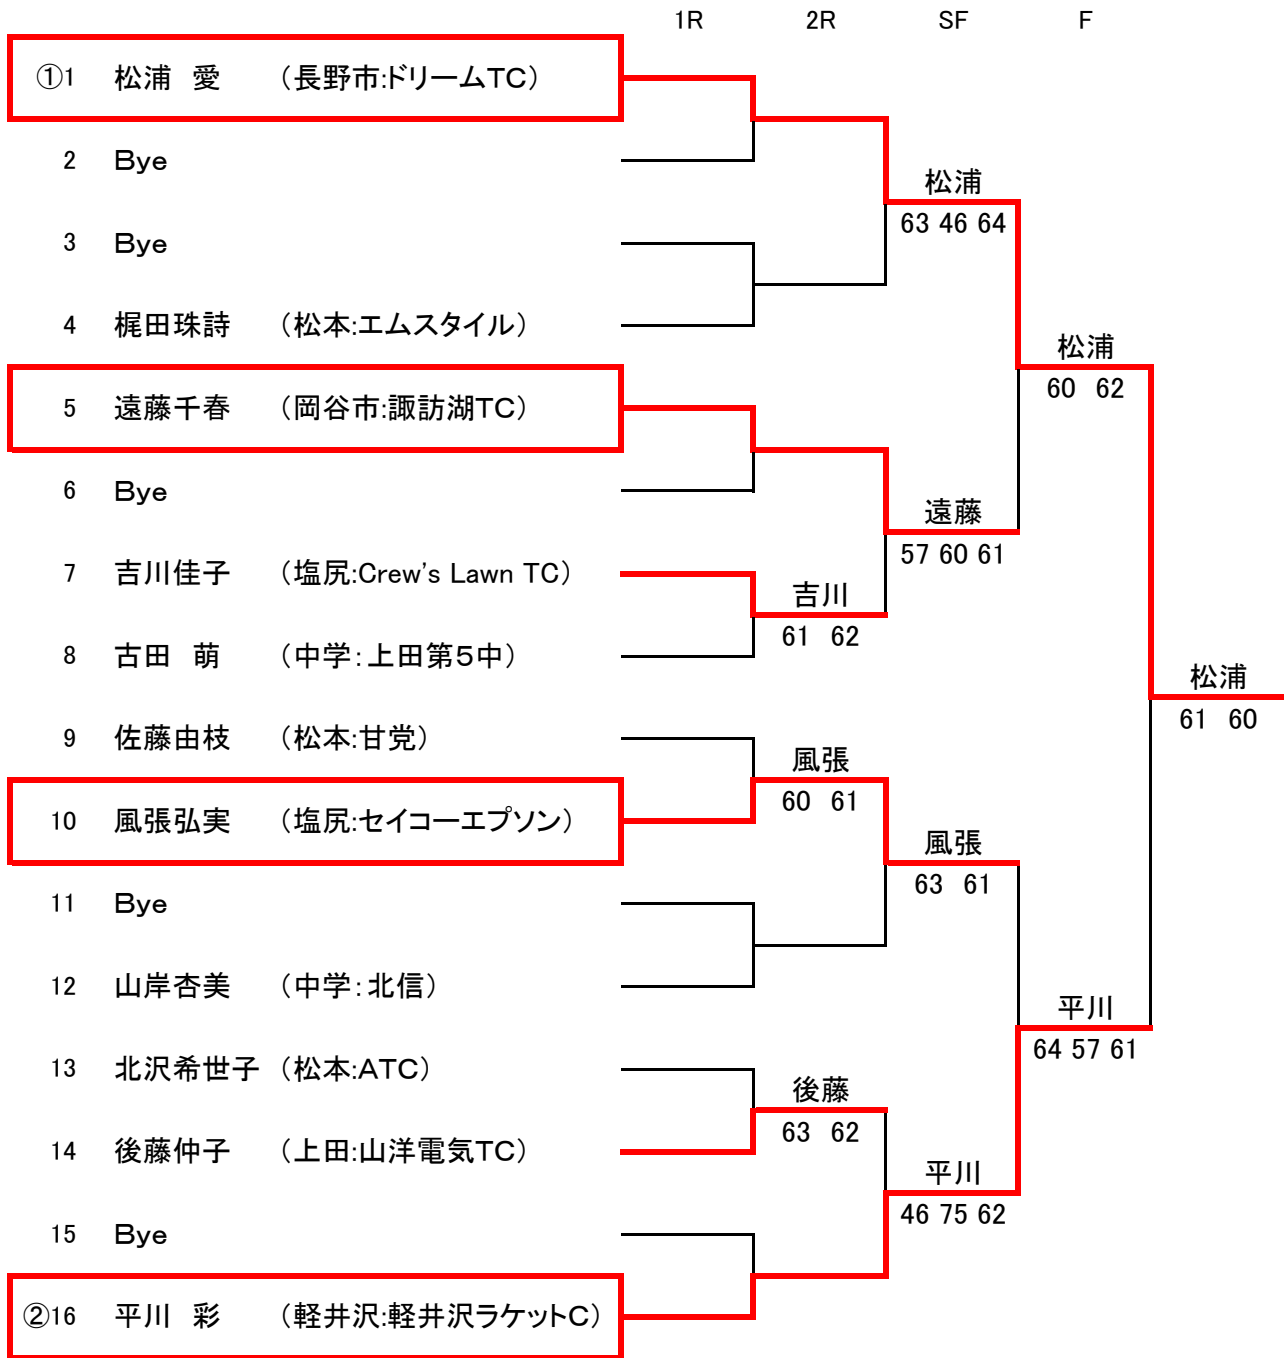 1R 2R SF F
①1 松浦 愛 （長野市:ドリームTC）
2 Bye
松浦
63 46 64
3 Bye
4 梶田珠詩 （松本:エムスタイル）
松浦
60 62
5 遠藤千春 （岡谷市:諏訪湖TC）
6 Bye
遠藤
57 60 61
7 吉川佳子 （塩尻:Crew's Lawn TC）
吉川
61 62
8 古田 萌 （中学：上田第5中）
松浦
61 60
9 佐藤由枝 （松本:甘党）
風張
60 61
10 風張弘実 （塩尻:セイコーエプソン）
風張
63 61
11 Bye
12 山岸杏美 （中学：北信）
平川
64 57 61
13 北沢希世子 （松本:ATC）
後藤
63 62
14 後藤仲子 （上田:山洋電気TC）
平川
46 75 62
15 Bye
②16 平川 彩 （軽井沢:軽井沢ラケットC）